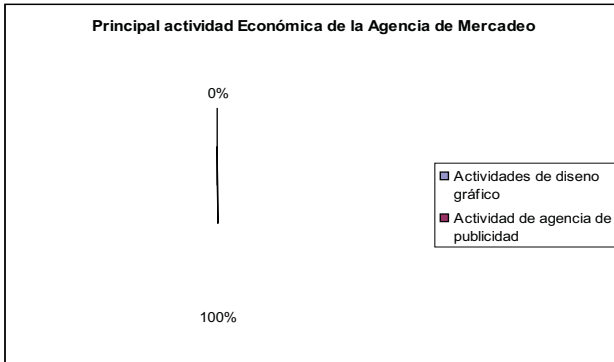 Principal actividad Económica de la Agencia de Mercadeo
0%
Actividades de diseno
gráfico
Actividad de agencia de
publicidad
100%